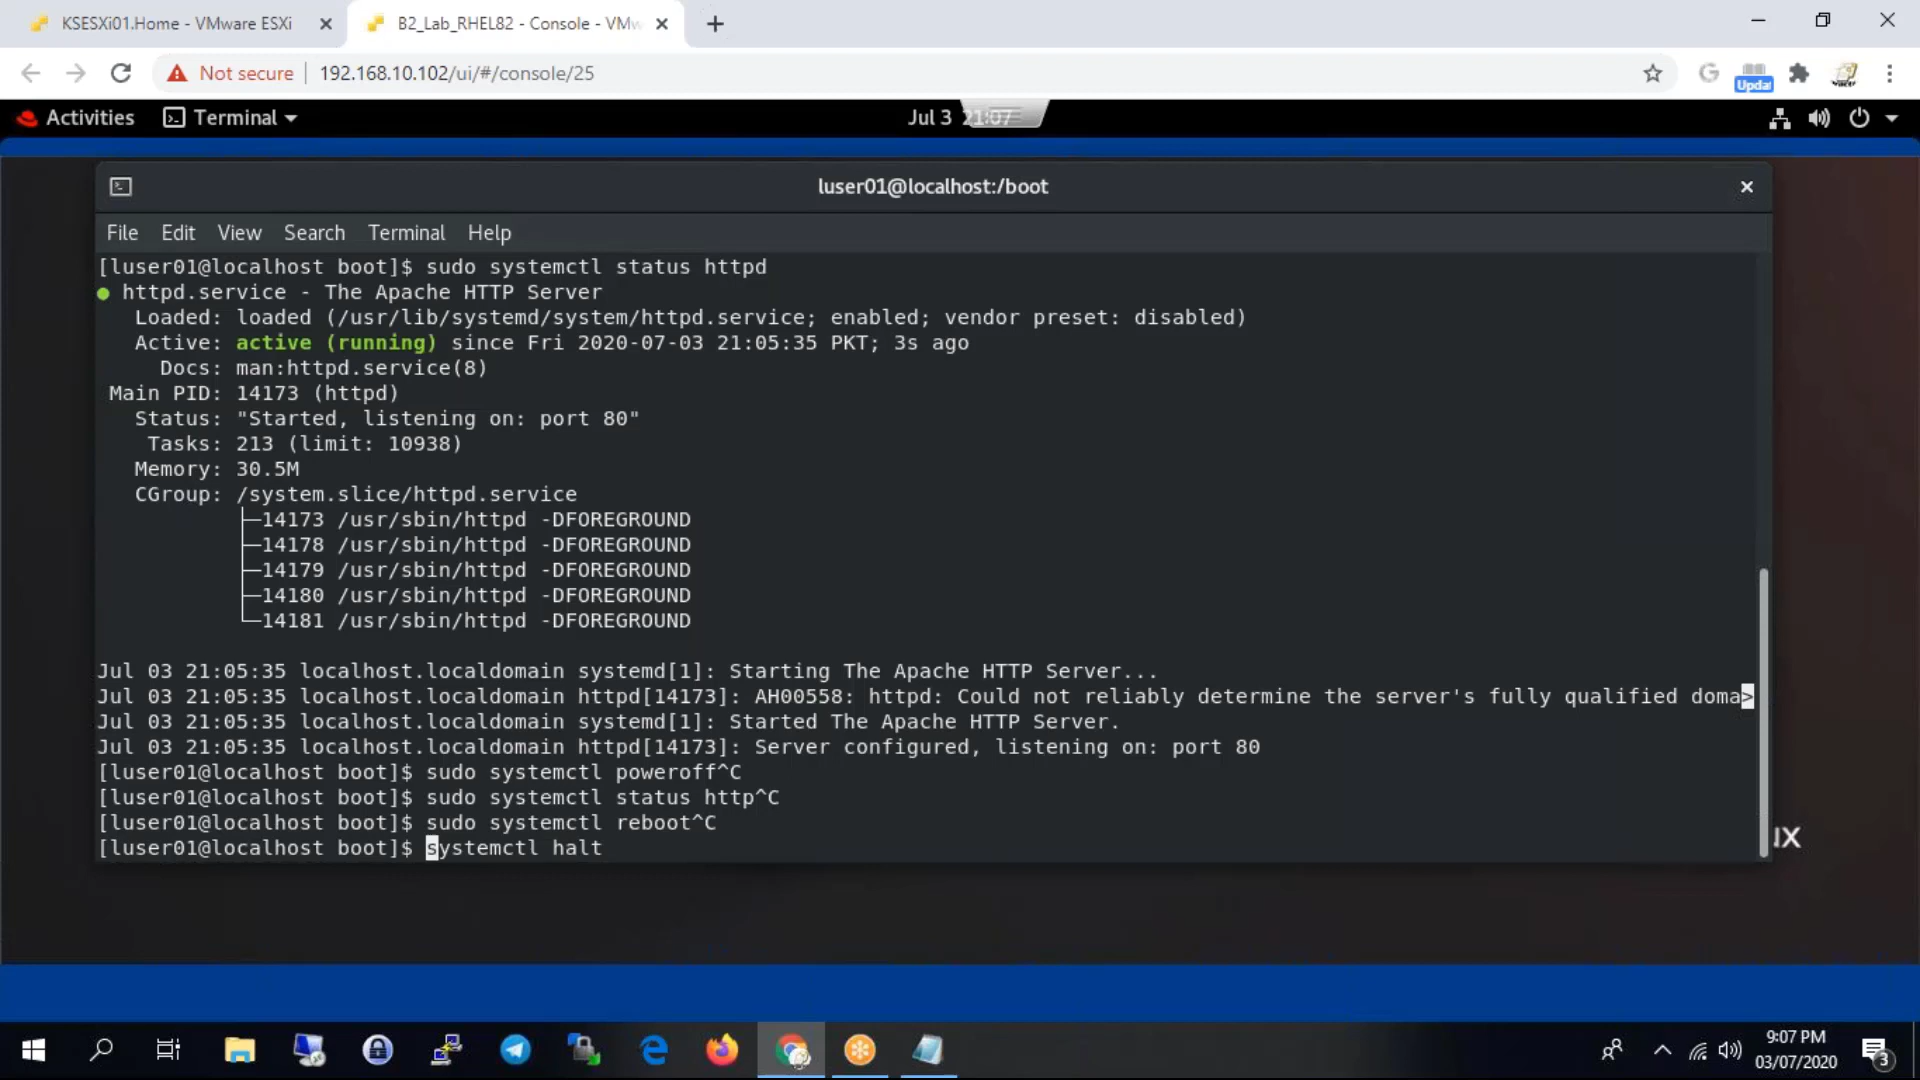 KSESXi01.Home - VMware ESXi
B2_Lab_RHEL82 - Console - VMw
Not secure
192.168.10.102/ui/#/console/25
Updat
Activities
Terminal
Jul 3 21:07
luser01@localhost:/boot
File Edit View Search Terminal Help
[luser01@localhost boot]$ sudo systemctl status httpd
● httpd.service - The Apache HTTP Server
Loaded: loaded (/usr/lib/systemd/system/httpd.service; enabled; vendor preset: disabled)
Active: active (running) since Fri 2020-07-03 21:05:35 PKT; 3s ago
Docs: man:httpd.service(8)
Main PID: 14173 (httpd)
Status: "Started, listening on: port 80"
Tasks: 213 (limit: 10938)
Memory: 30.5M
CGroup: /system.slice/httpd.service
├─14173 /usr/sbin/httpd -DFOREGROUND
├─14178 /usr/sbin/httpd -DFOREGROUND
├─14179 /usr/sbin/httpd -DFOREGROUND
├─14180 /usr/sbin/httpd -DFOREGROUND
└─14181 /usr/sbin/httpd -DFOREGROUND
Jul 03 21:05:35 localhost.localdomain systemd[1]: Starting The Apache HTTP Server...
Jul 03 21:05:35 localhost.localdomain httpd[14173]: AH00558: httpd: Could not reliably determine the server's fully qualified doma>
Jul 03 21:05:35 localhost.localdomain systemd[1]: Started The Apache HTTP Server.
Jul 03 21:05:35 localhost.localdomain httpd[14173]: Server configured, listening on: port 80
[luser01@localhost boot]$ sudo systemctl poweroff^C
[luser01@localhost boot]$ sudo systemctl status http^C
[luser01@localhost boot]$ sudo systemctl reboot^C
[luser01@localhost boot]$ systemctl halt
9:07 PM
03/07/2020
3